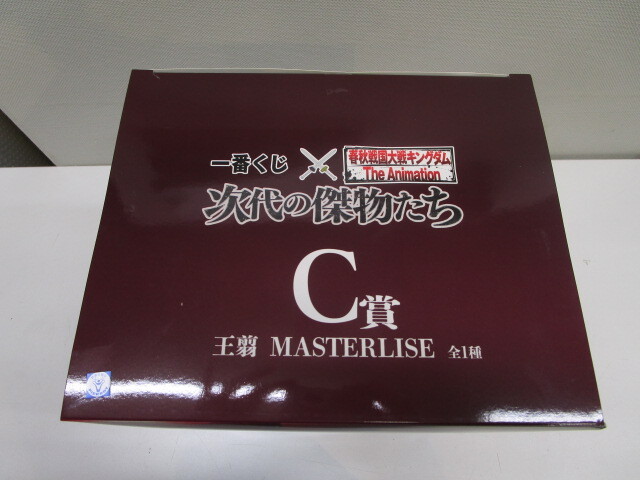 一番くじ
春秋戦国大戦キングダム
The Animation
次代の傑物たち
C賞
王翦 MASTERLISE 全1種